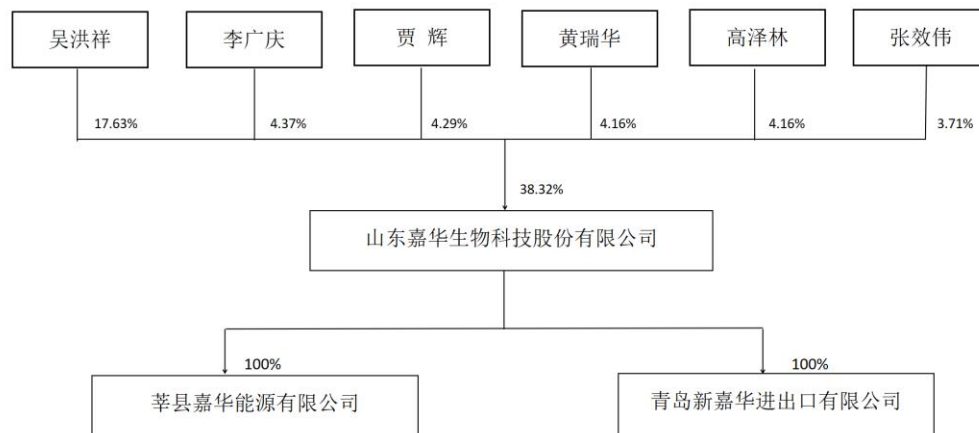 吴洪祥
李广庆
贾 辉
黄瑞华
高泽林
张效伟
17.63%
4.37%
4.29%
4.16%
4.16%
3.71%
38.32%
山东嘉华生物科技股份有限公司
100%
100%
莘县嘉华能源有限公司
青岛新嘉华进出口有限公司